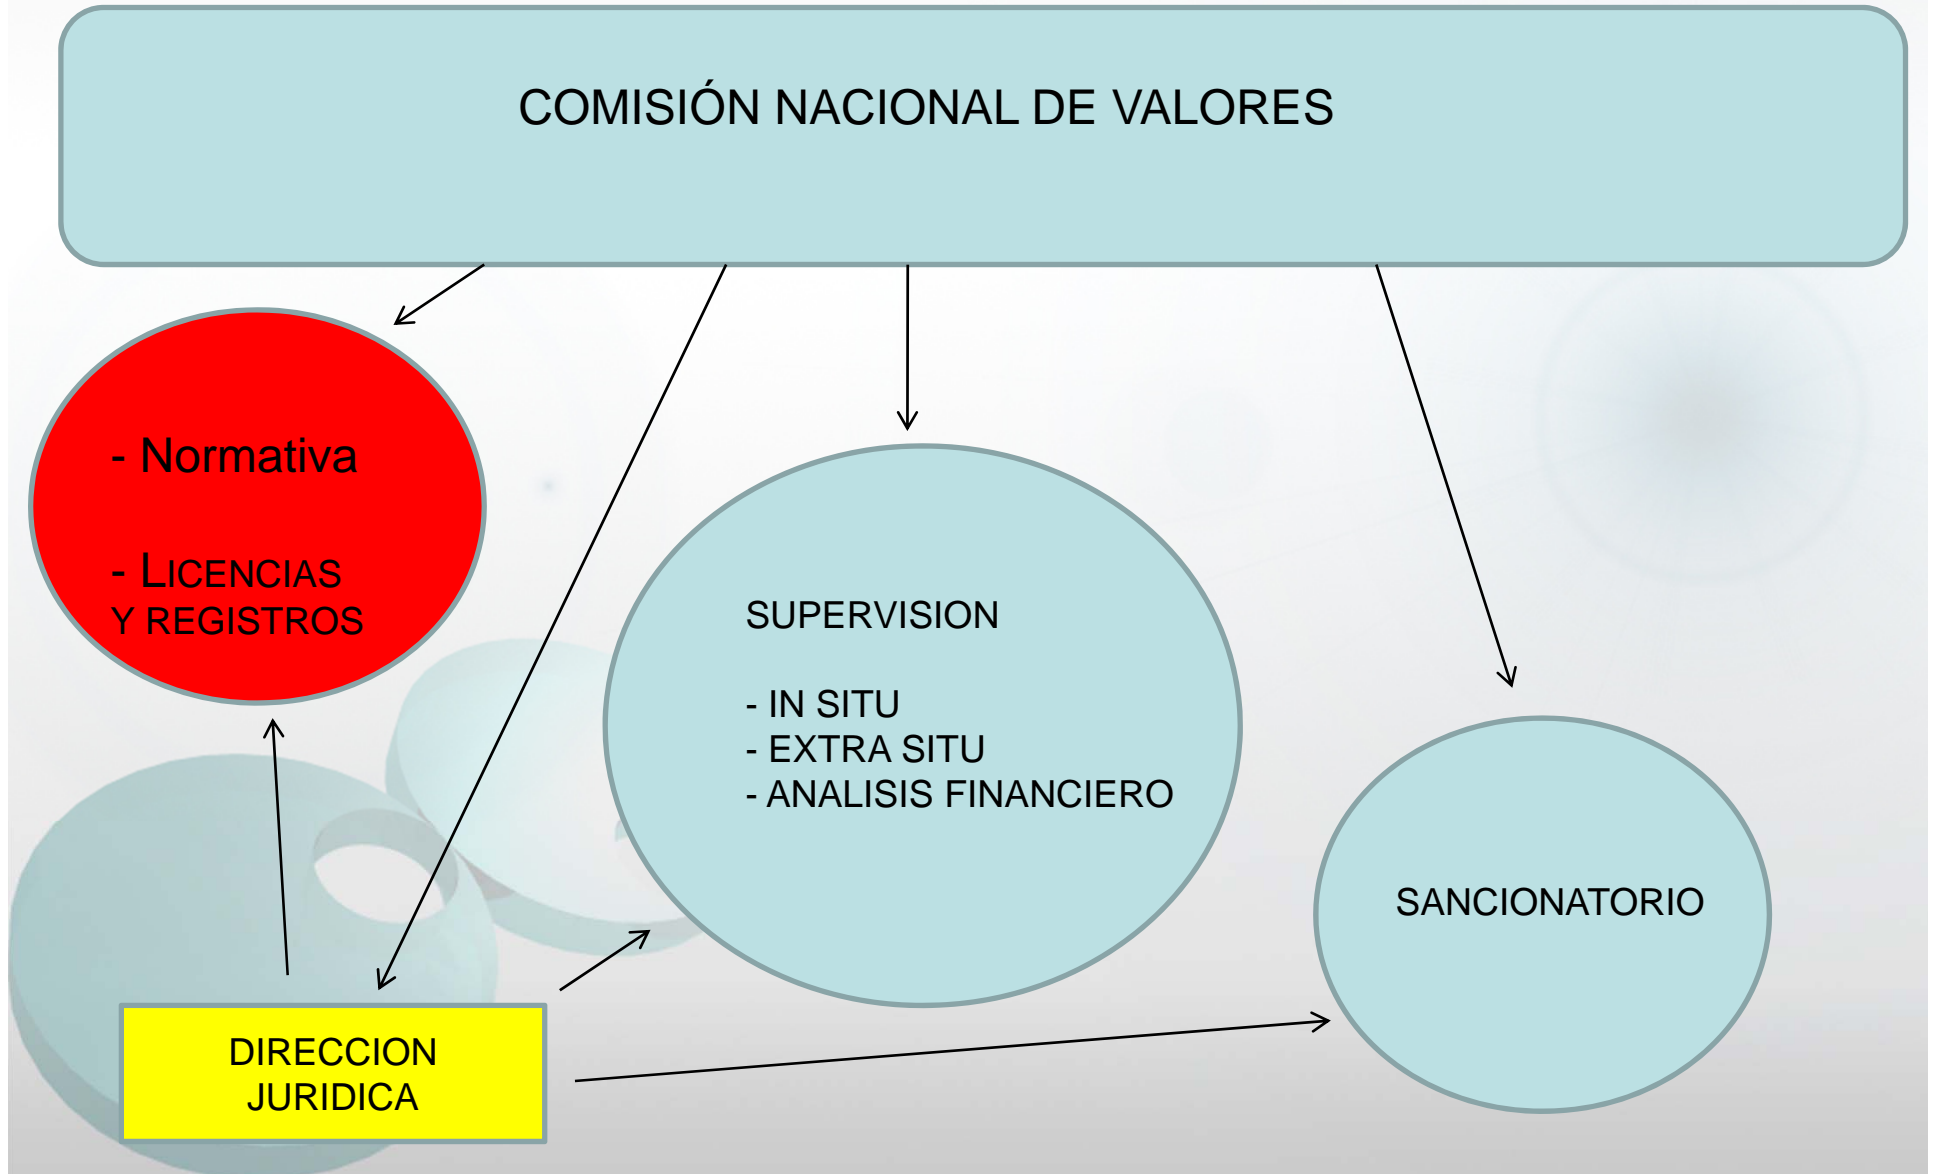 COMISIÓN NACIONAL DE VALORES
- Normativa
- LICENCIAS
Y REGISTROS
SUPERVISION
- IN SITU
- EXTRA SITU
- ANALISIS FINANCIERO
SANCIONATORIO
DIRECCION
JURIDICA